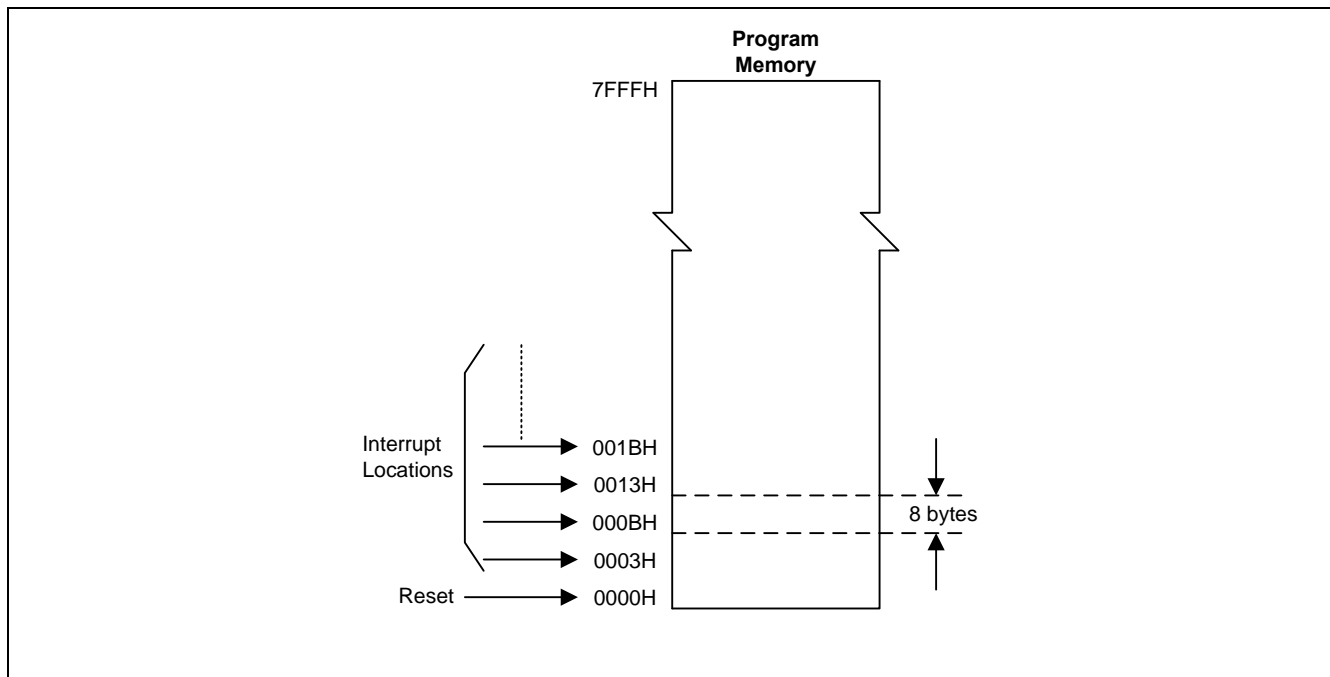 Program
Memory
7FFFH
Interrupt
Locations
001BH
0013H
000BH
0003H
8 bytes
Reset
0000H